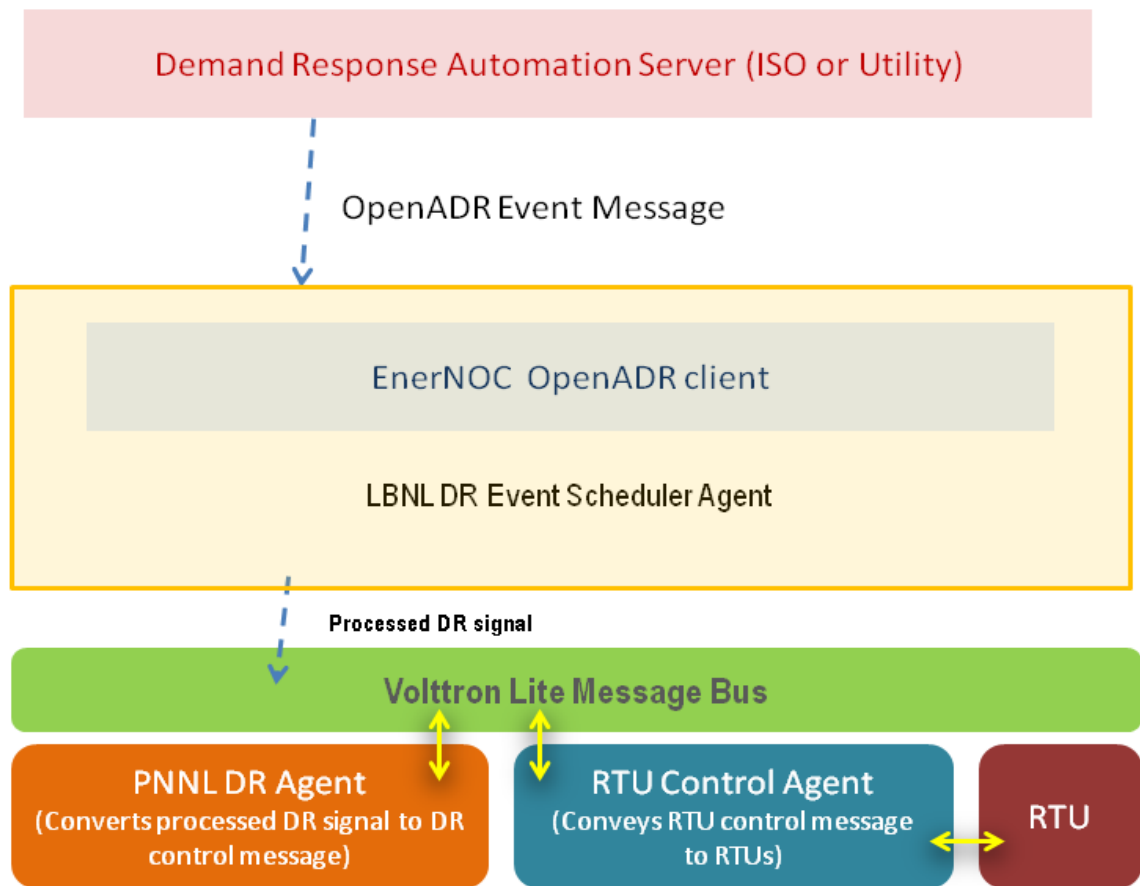 Demand Response Automation Server (ISO or Utility)
OpenADR Event Message
EnerNOC OpenADR client
LBNL DR Event Scheduler Agent
Processed DR signal
Volttron Lite Message Bus
PNNL DR Agent
(Converts processed DR signal to DR
control message)
RTU Control Agent
(Conveys RTU control message
to RTUs)
RTU